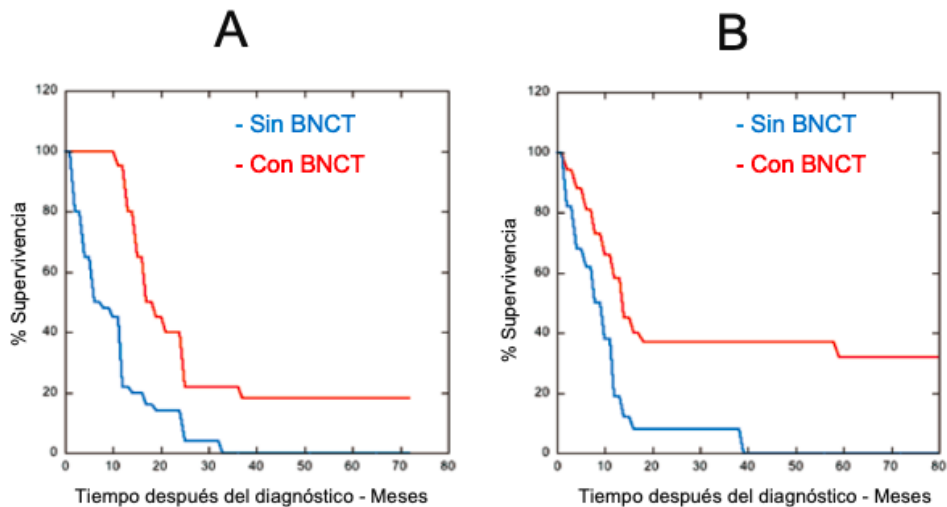 A
B
120
100
80
60
40
20
0
- Sin BNCT
- Con BNCT
% Supervivencia
0 10 20 30 40 50 60 70 80
Tiempo después del diagnóstico - Meses
120
100
80
60
40
20
0
- Sin BNCT
- Con BNCT
% Supervivencia
0 10 20 30 40 50 60 70 80
Tiempo después del diagnóstico - Meses